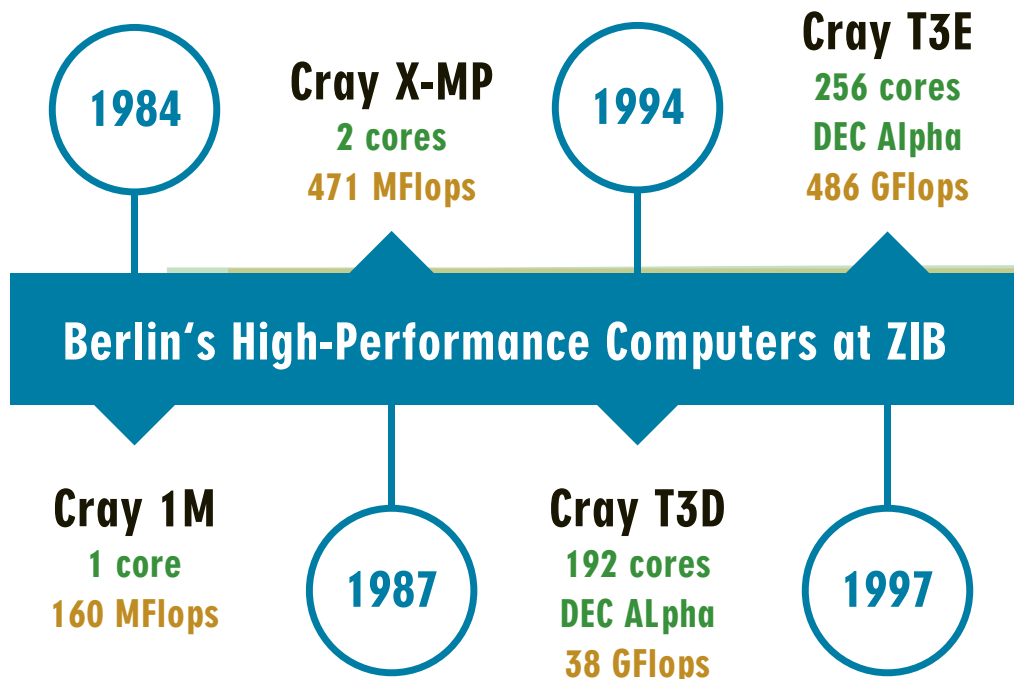 1984
Cray X-MP
2 cores
471 MFlops
1994
Cray T3E
256 cores
DEC Alpha
486 GFlops
Berlin‘s High-Performance Computers at ZIB
Cray 1M
1 core
160 MFlops
1987
Cray T3D
192 cores
DEC ALpha
38 GFlops
1997